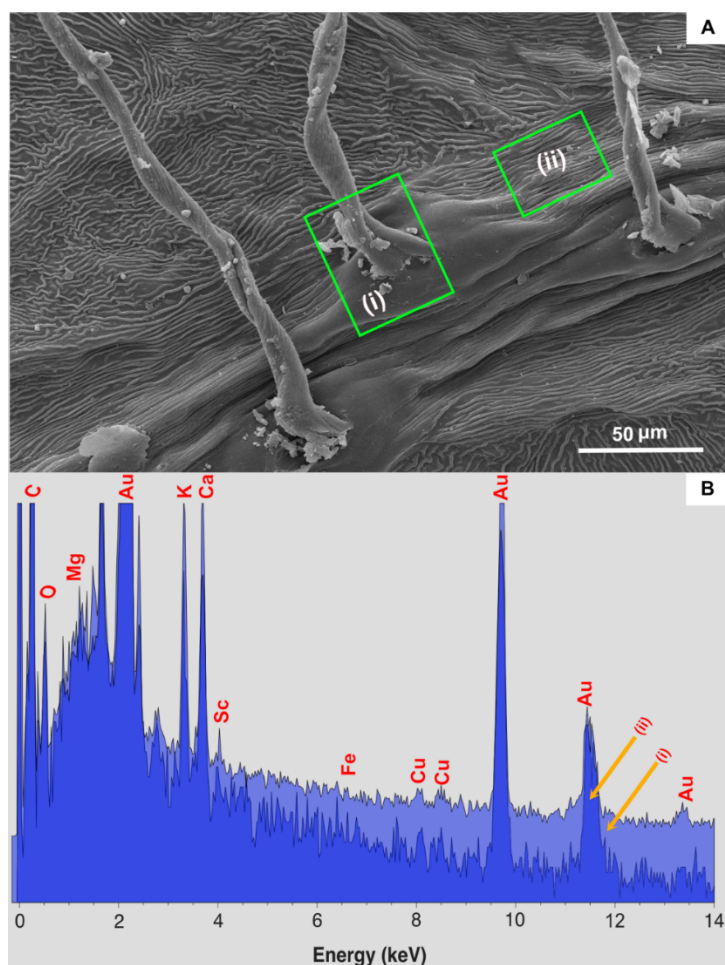 A
(ii)
(i)
50 µm
B
C
Au
K
Ca
Au
O
Mg
Sc
Fe
Cu
Cu
Au
(ii)
(i)
Au
0
2
4
6
8
10
12
14
Energy (keV)